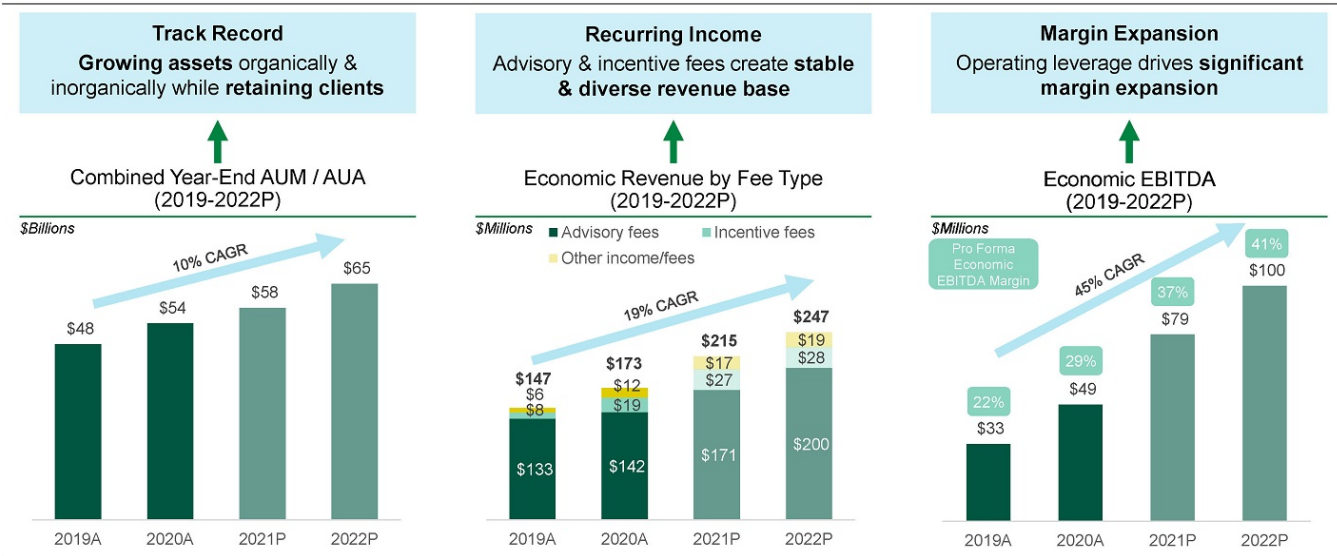 Track Record
Growing assets organically &
inorganically while retaining clients
Combined Year-End AUM / AUA
(2019-2022P)
$Billions
10% CAGR
$48
$54
$58
$65
2019A
2020A
2021P
2022P
Recurring Income
Advisory & incentive fees create stable
& diverse revenue base
Economic Revenue by Fee Type
(2019-2022P)
$Millions
Advisory fees
Incentive fees
Other income/fees
19% CAGR
$147
$6
$8
$133
$173
$12
$19
$142
$215
$17
$27
$171
$247
$19
$28
$200
2019A
2020A
2021P
2022P
Margin Expansion
Operating leverage drives significant
margin expansion
Economic EBITDA
(2019-2022P)
$Millions
Pro Forma
Economic
EBITDA Margin
45% CAGR
22%
$33
29%
$49
37%
$79
41%
$100
2019A
2020A
2021P
2022P